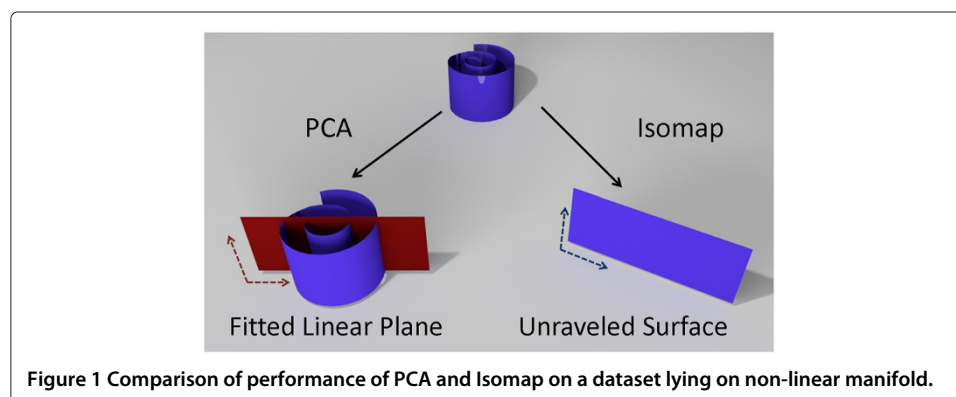 PCA
Isomap
Fitted Linear Plane
Unraveled Surface
Figure 1 Comparison of performance of PCA and Isomap on a dataset lying on non-linear manifold.